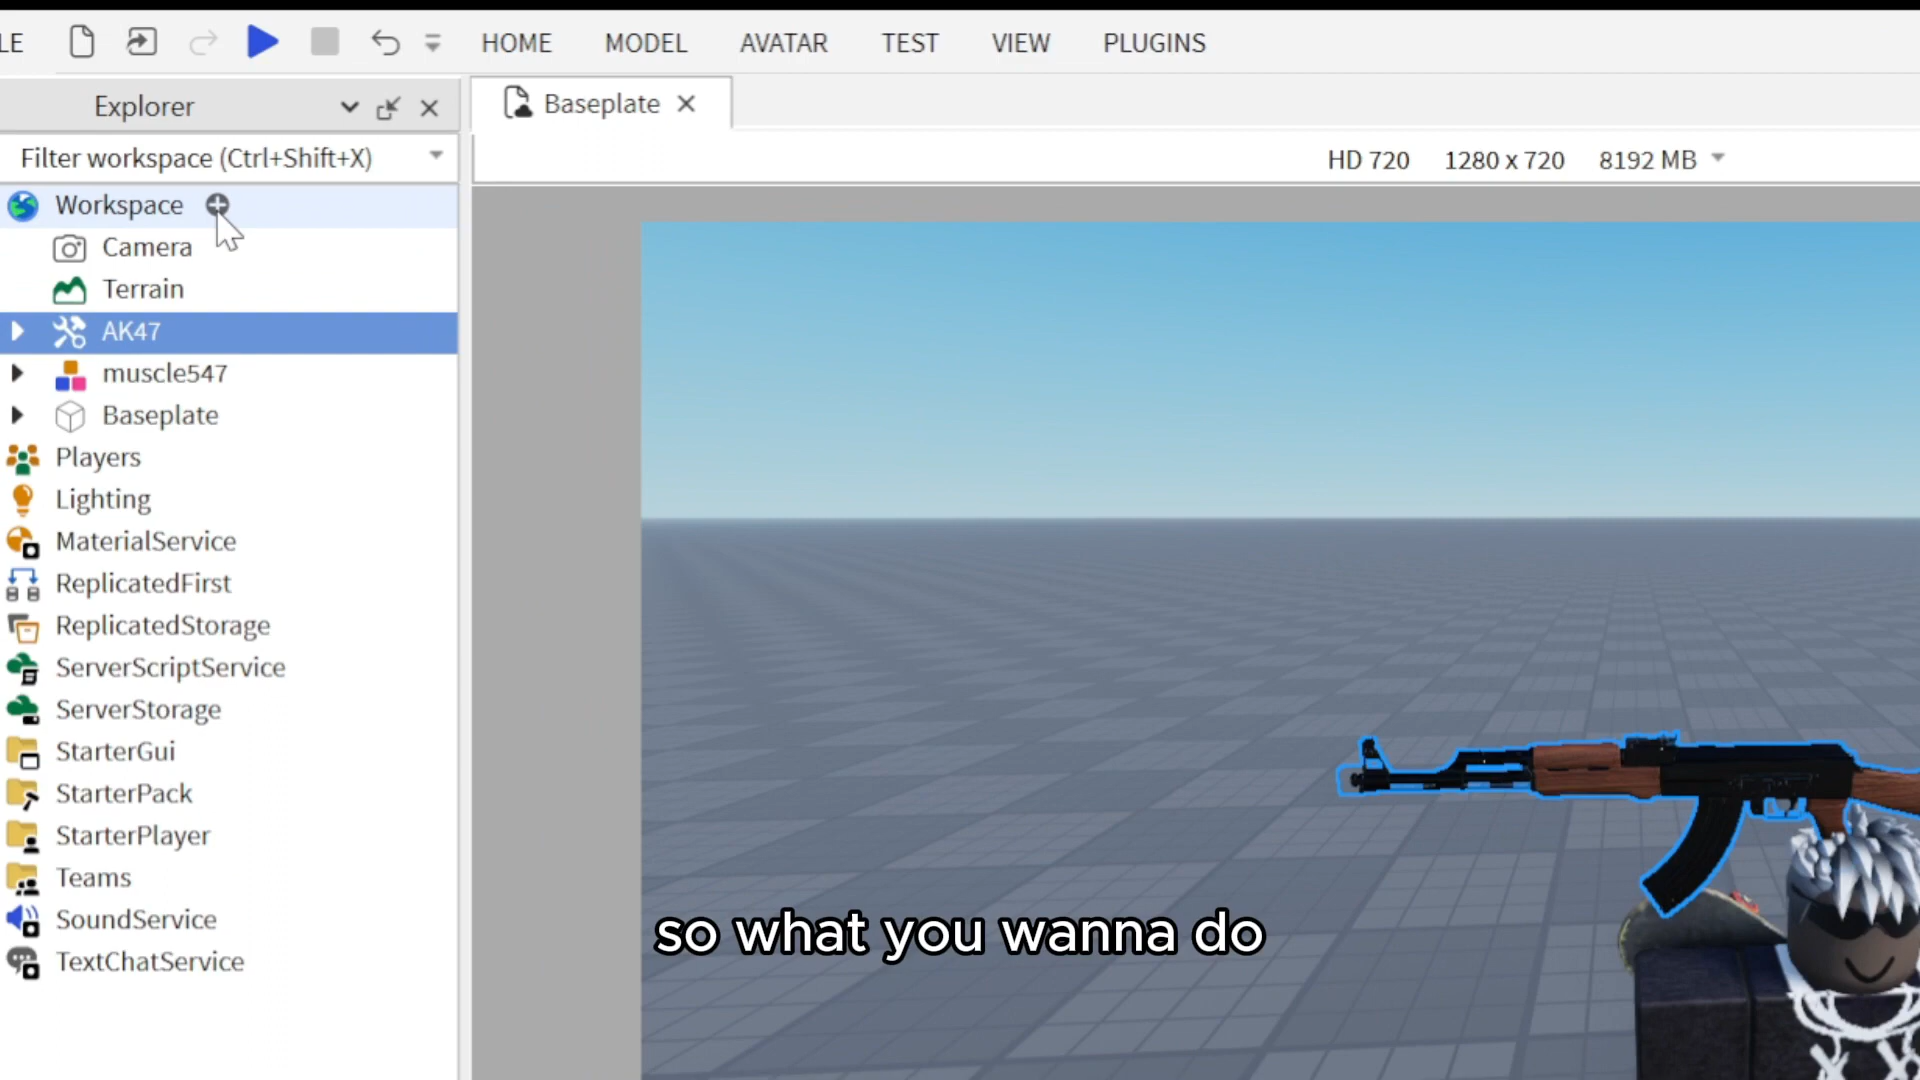 LE
HOME
MODEL
AVATAR
TEST
VIEW
PLUGINS
Explorer
Baseplate
Filter workspace (Ctrl+Shift+X)
HD 720
1280 x 720
8192 MB
Workspace
Camera
Terrain
AK47
muscle547
Baseplate
Players
Lighting
MaterialService
ReplicatedFirst
ReplicatedStorage
ServerScriptService
ServerStorage
StarterGui
StarterPack
StarterPlayer
Teams
SoundService
TextChatService
so what you wanna do